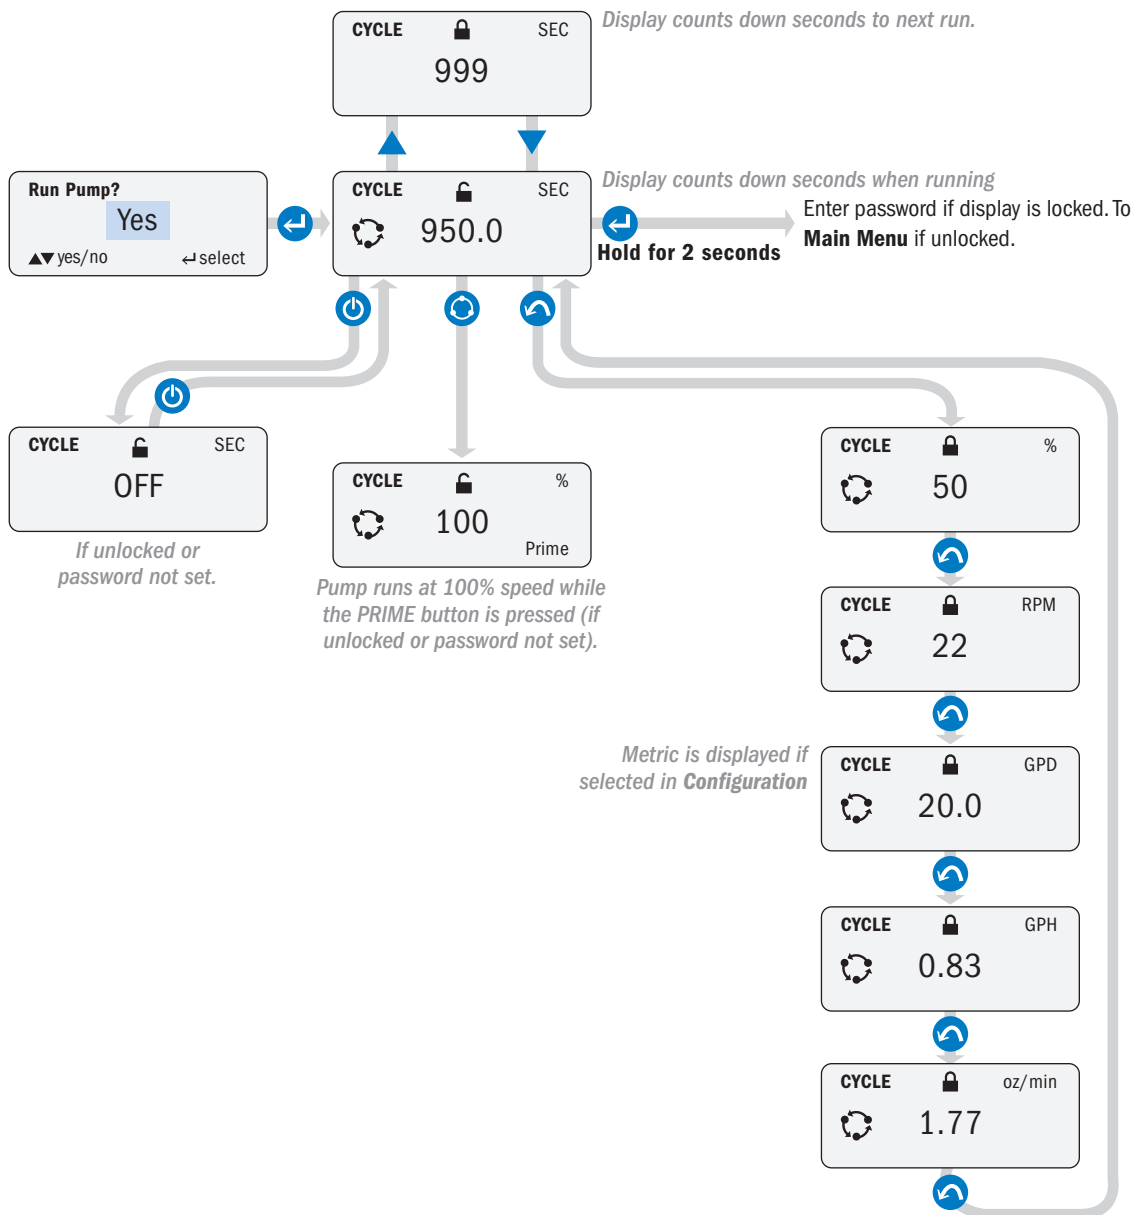 CYCLE SEC
999
Display counts down seconds to next run.
Run Pump?
Yes
▲▼ yes/no ↵ select
CYCLE SEC
950.0
Display counts down seconds when running
Hold for 2 seconds
Enter password if display is locked. To
Main Menu if unlocked.
CYCLE SEC
OFF
If unlocked or
password not set.
CYCLE %
100
Prime
Pump runs at 100% speed while
the PRIME button is pressed (if
unlocked or password not set).
CYCLE %
50
CYCLE RPM
22
Metric is displayed if
selected in Configuration
CYCLE GPD
20.0
CYCLE GPH
0.83
CYCLE oz/min
1.77